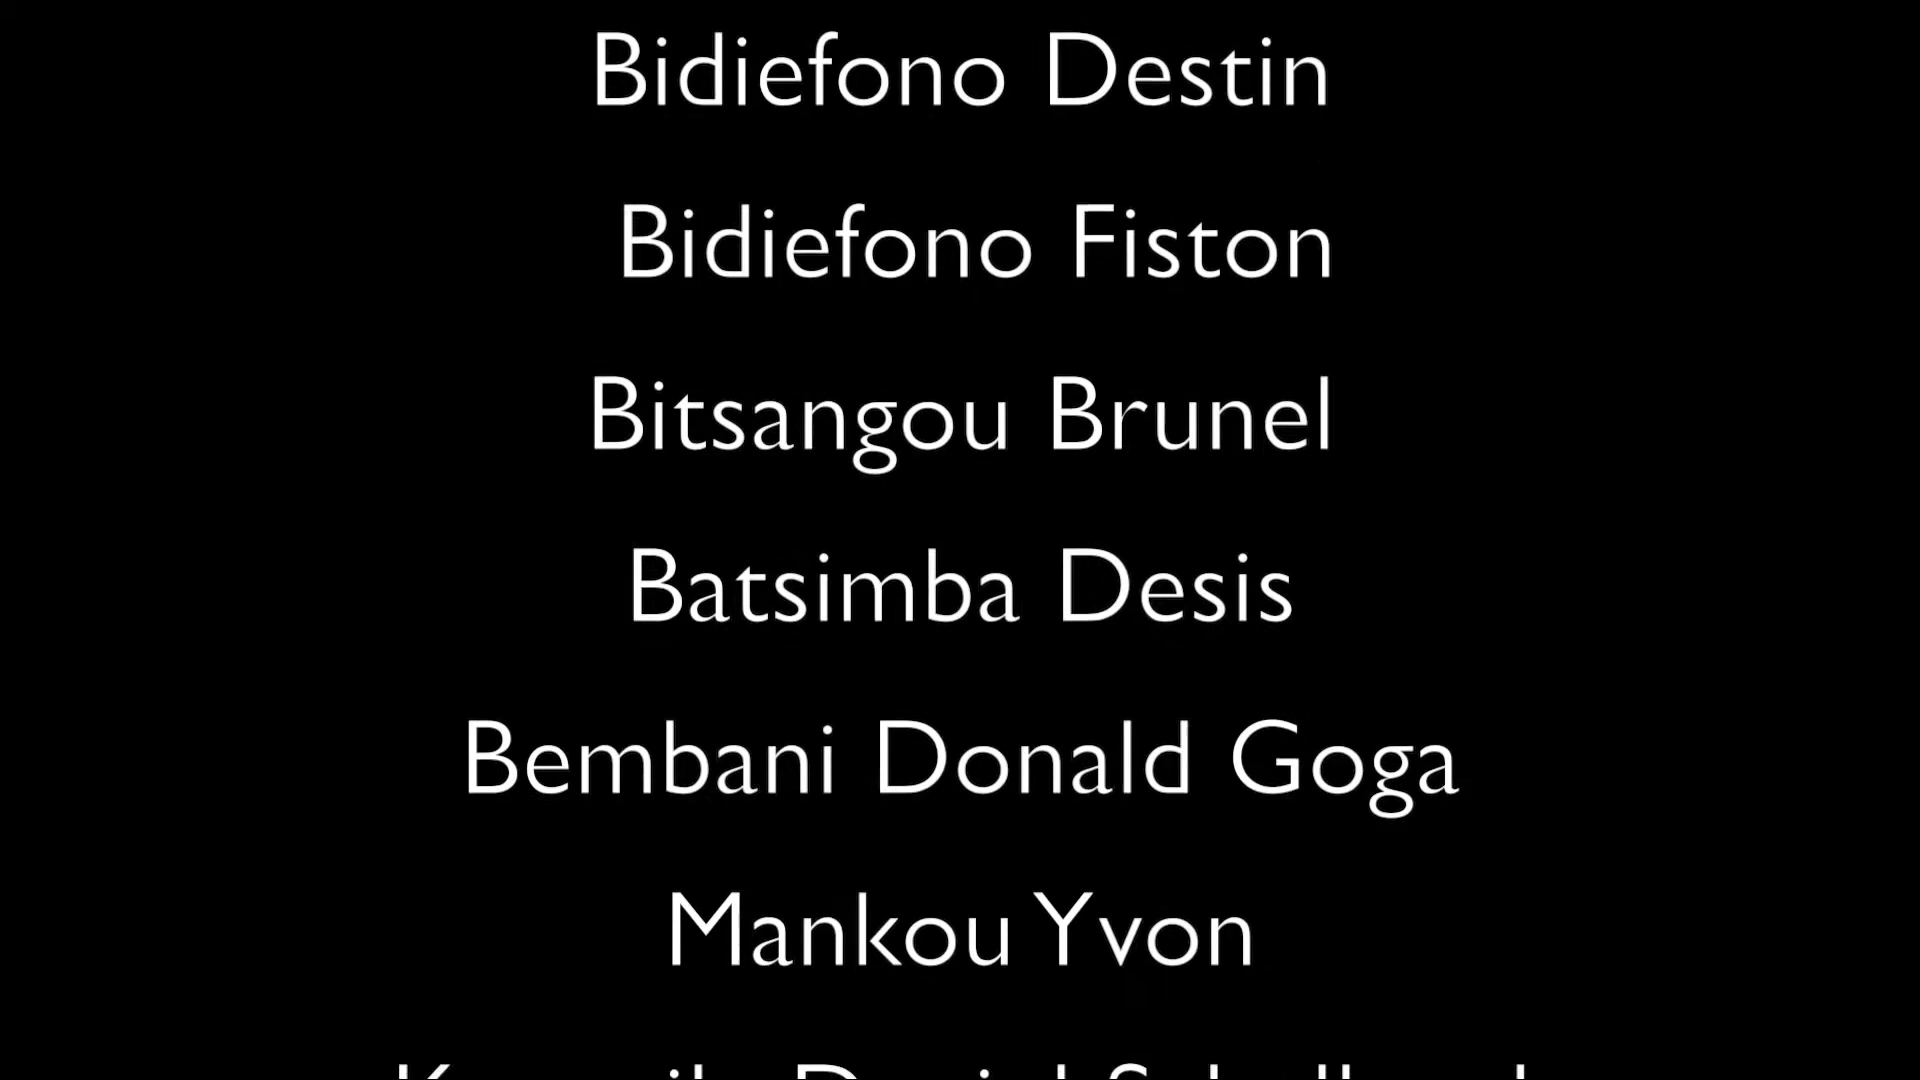 Bidiefono Destin
Bidiefono Fiston
Bitsangou Brunel
Batsimba Desis
Bembani Donald Goga
Mankou Yvon